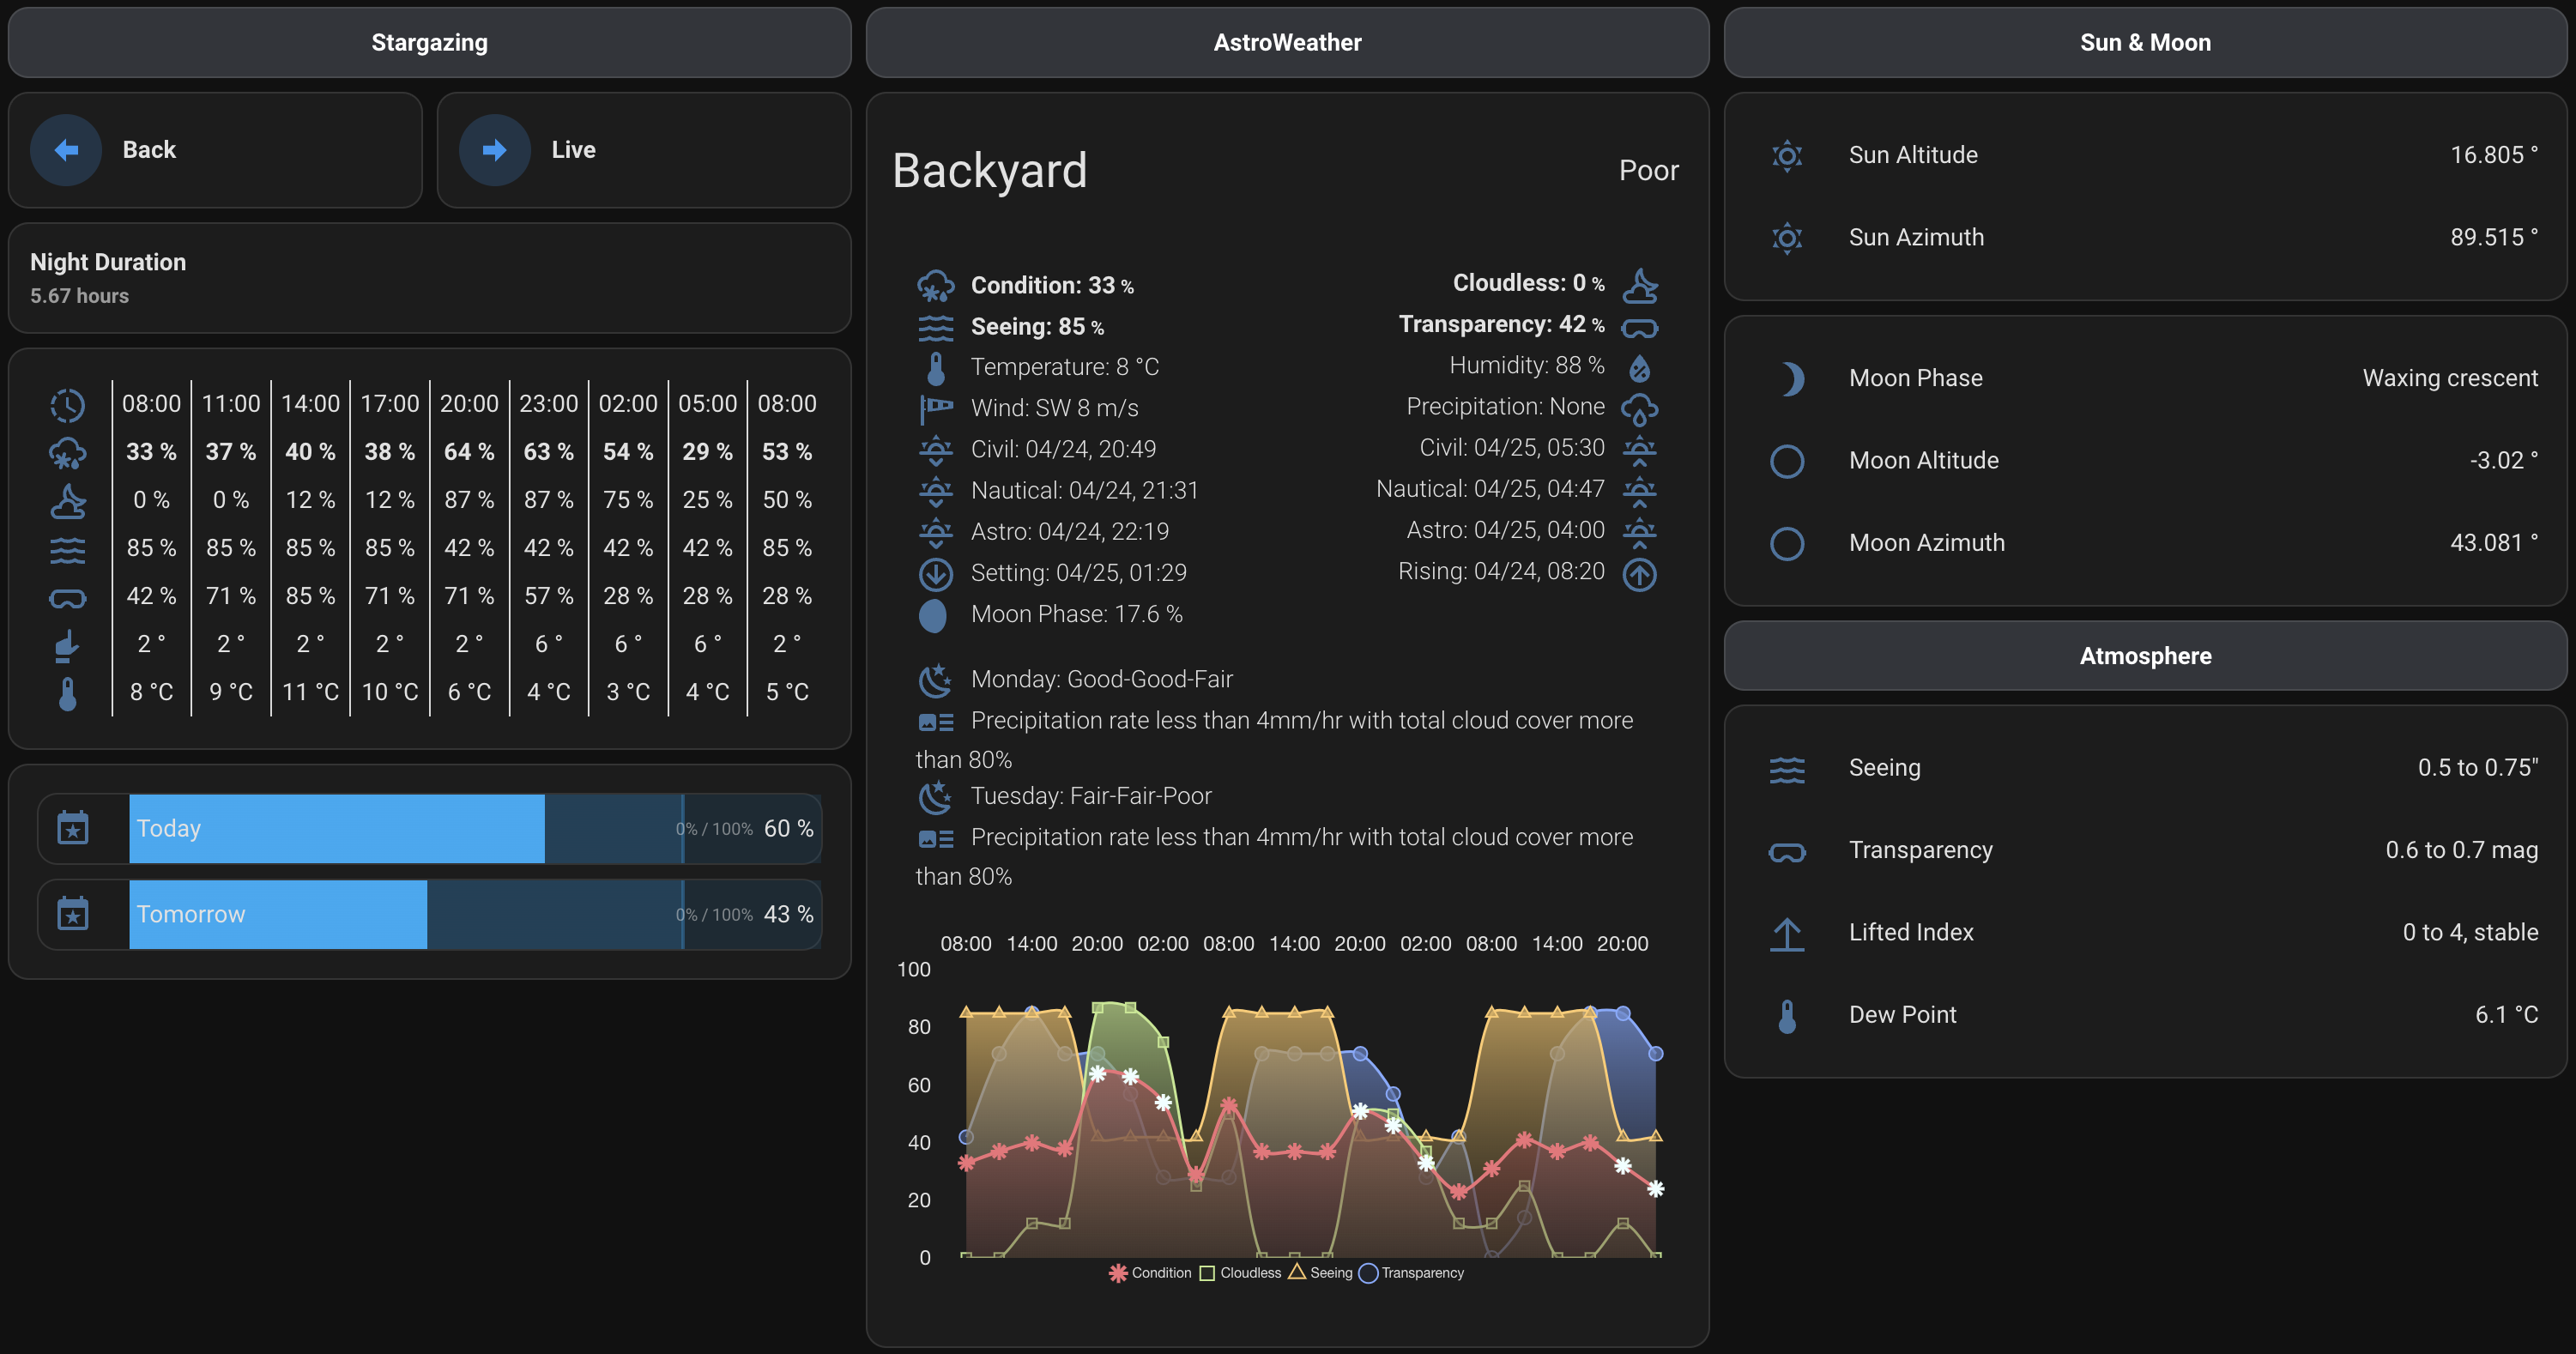 Stargazing
Back
Live
Night Duration
5.67 hours
08:00 11:00 14:00 17:00 20:00 23:00 02:00 05:00 08:00
33 % 37 % 40 % 38 % 64 % 63 % 54 % 29 % 53 %
0 % 0 % 12 % 12 % 87 % 87 % 75 % 25 % 50 %
85 % 85 % 85 % 85 % 42 % 42 % 42 % 42 % 85 %
42 % 71 % 85 % 71 % 71 % 57 % 28 % 28 % 28 %
2 ° 2 ° 2 ° 2 ° 2 ° 6 ° 6 ° 6 ° 2 °
8 °C 9 °C 11 °C 10 °C 6 °C 4 °C 3 °C 4 °C 5 °C
Today 0% / 100% 60 %
Tomorrow 0% / 100% 43 %
AstroWeather
Backyard Poor
Condition: 33 % Cloudless: 0 %
Seeing: 85 % Transparency: 42 %
Temperature: 8 °C Humidity: 88 %
Wind: SW 8 m/s Precipitation: None
Civil: 04/24, 20:49 Civil: 04/25, 05:30
Nautical: 04/24, 21:31 Nautical: 04/25, 04:47
Astro: 04/24, 22:19 Astro: 04/25, 04:00
Setting: 04/25, 01:29 Rising: 04/24, 08:20
Moon Phase: 17.6 %
Monday: Good-Good-Fair
Precipitation rate less than 4mm/hr with total cloud cover more
than 80%
Tuesday: Fair-Fair-Poor
Precipitation rate less than 4mm/hr with total cloud cover more
than 80%
08:00 14:00 20:00 02:00 08:00 14:00 20:00 02:00 08:00 14:00 20:00
100
80
60
40
20
0
Condition Cloudless Seeing Transparency
Sun & Moon
Sun Altitude 16.805 °
Sun Azimuth 89.515 °
Moon Phase Waxing crescent
Moon Altitude -3.02 °
Moon Azimuth 43.081 °
Atmosphere
Seeing 0.5 to 0.75"
Transparency 0.6 to 0.7 mag
Lifted Index 0 to 4, stable
Dew Point 6.1 °C